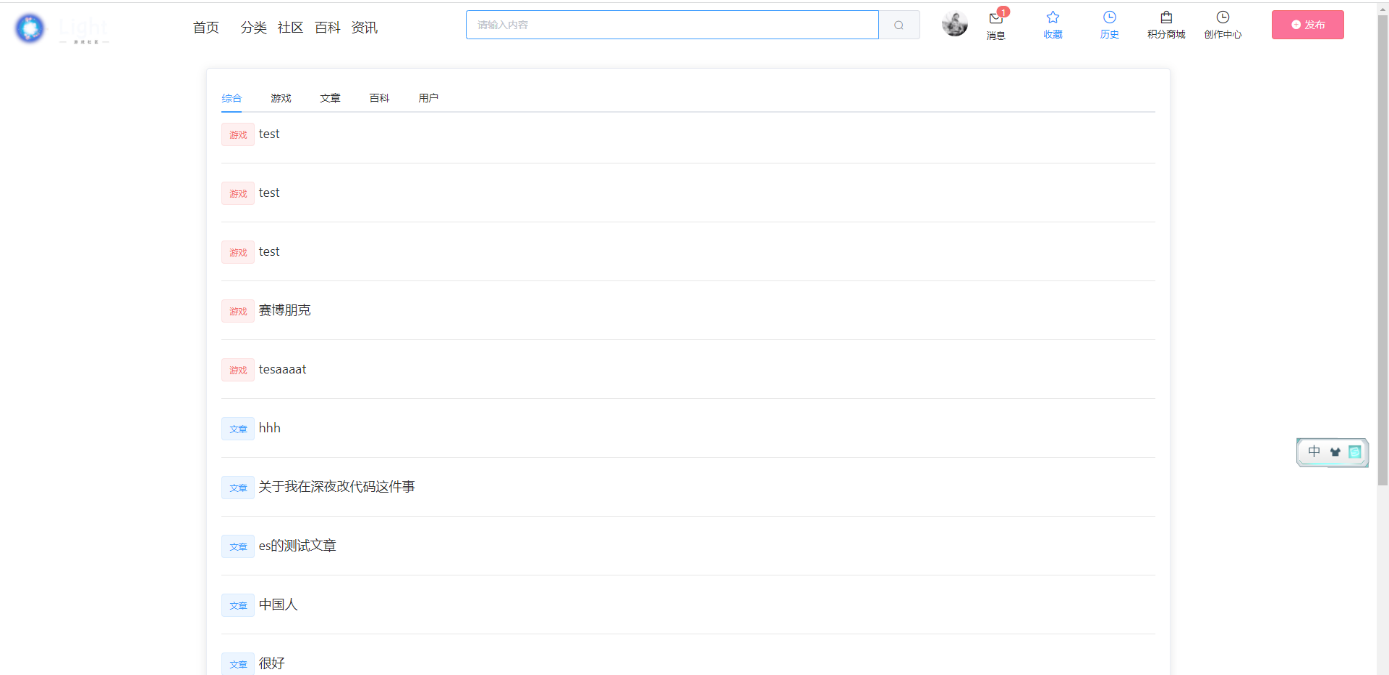 Light
首页 分类 社区 百科 资讯 请输入内容 1 消息 收藏 历史 积分商城 创作中心 发布
综合 游戏 文章 百科 用户
游戏 test
游戏 test
游戏 test
游戏 赛博朋克
游戏 tesaaaat
文章 hhh
文章 关于我在深夜改代码这件事
文章 es的测试文章
中
文章 中国人
文章 很好